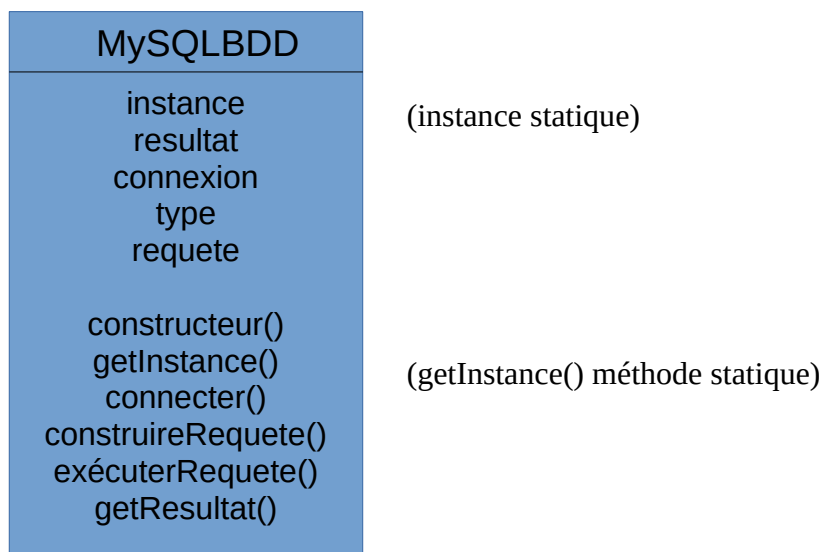 MySQLBDD
instance
(instance statique)
resultat
connexion
type
requete
constructeur()
getInstance()
(getInstance() méthode statique)
connecter()
construireRequete()
exécuterRequete()
getResultat()